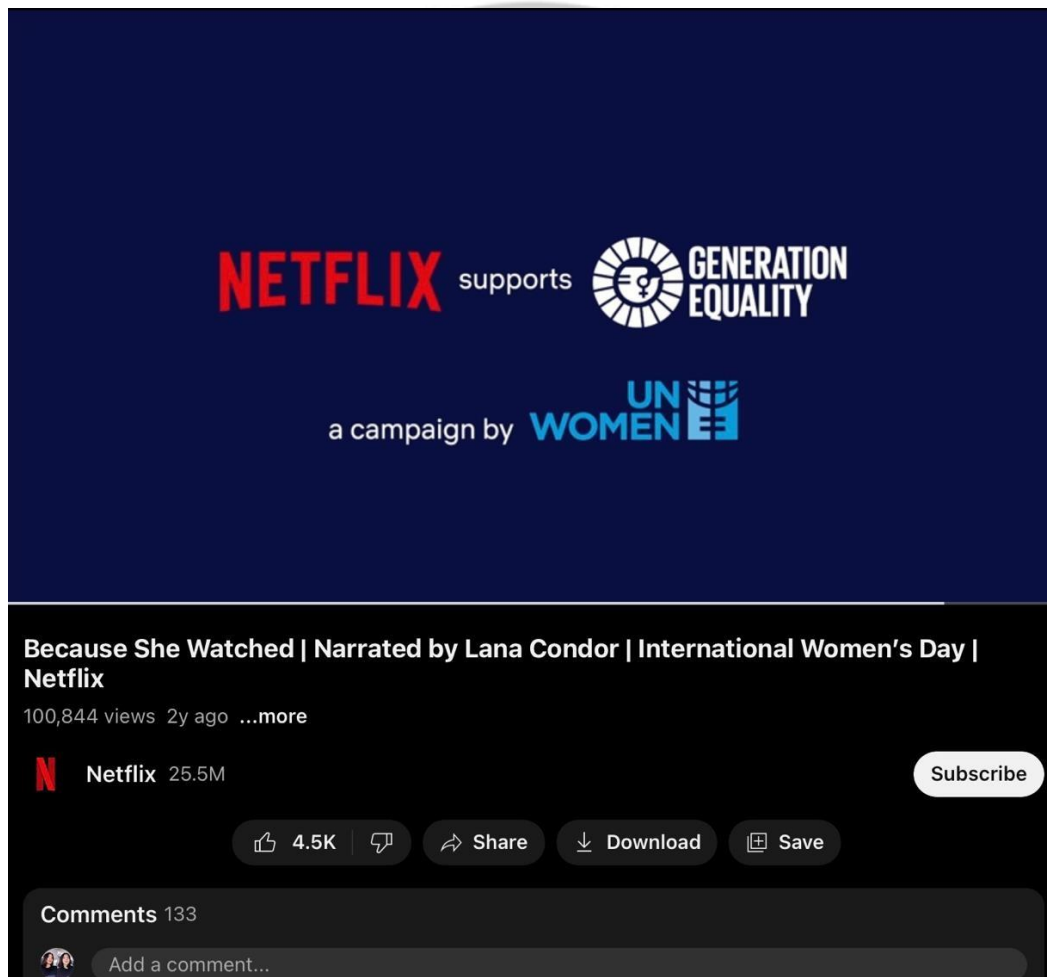 NETFLIX supports GENERATION EQUALITY
a campaign by UN WOMEN
Because She Watched | Narrated by Lana Condor | International Women’s Day |
Netflix
100,844 views 2y ago ...more
Netflix 25.5M Subscribe
4.5K Share Download Save
Comments 133
Add a comment...